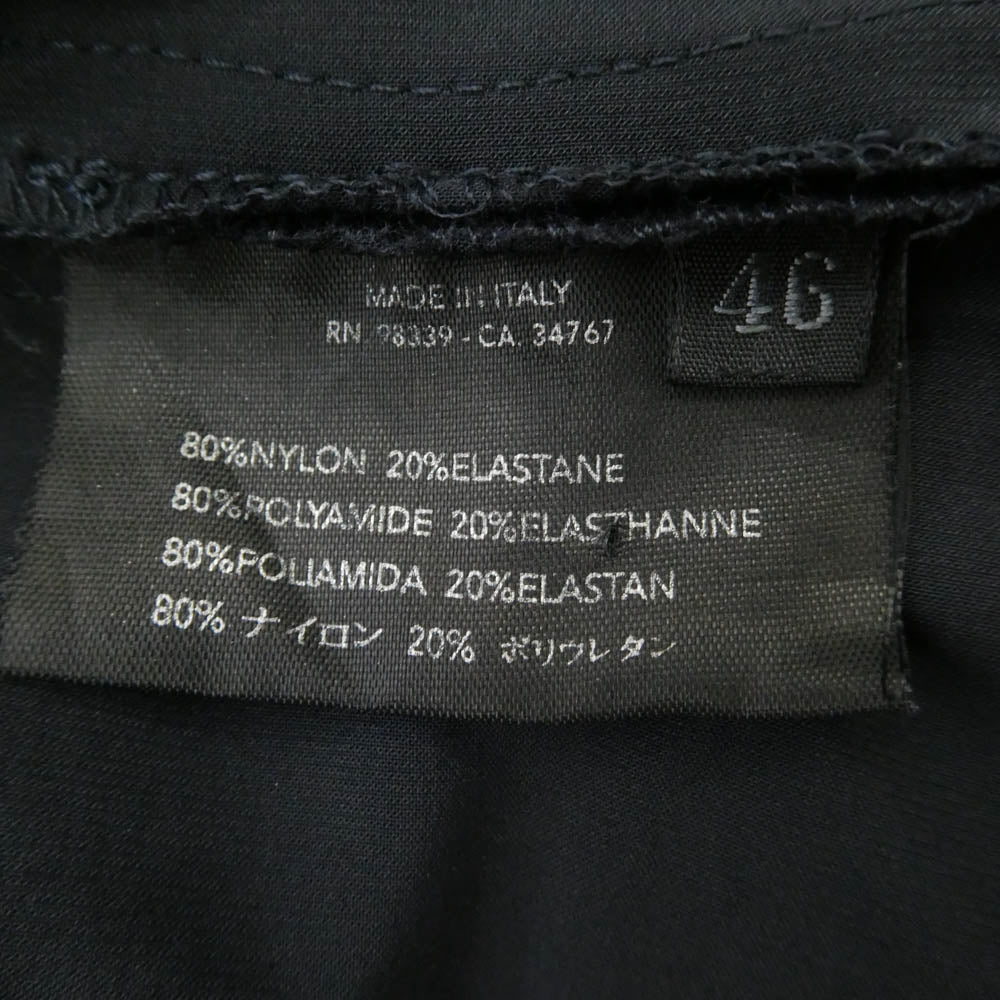 MADE IN ITALY
RN. 98339 - CA. 34767
46
80%NYLON 20%ELASTANE
80%POLYAMIDE 20%ELASTHANNE
80%POLIAMIDA 20%ELASTAN
80% ナイロン 20% ポリウレタン